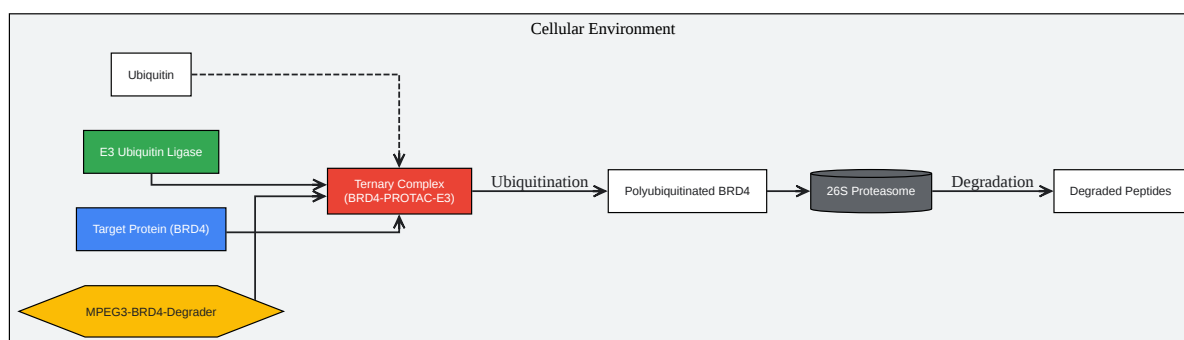 Cellular Environment
Ubiquitin
E3 Ubiquitin Ligase
Target Protein (BRD4)
MPEG3-BRD4-Degrader
Ternary Complex
(BRD4-PROTAC-E3)
Ubiquitination
Polyubiquitinated BRD4
26S Proteasome
Degradation
Degraded Peptides